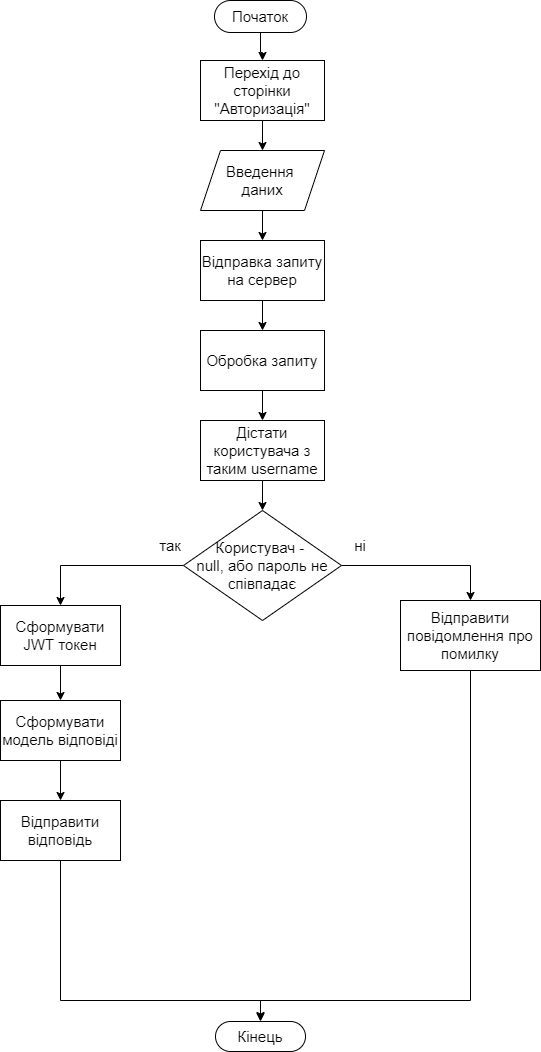 Початок
Перехід до
сторінки
"Авторизація"
Введення
даних
Відправка запиту
на сервер
Обробка запиту
Дістати
користувача з
таким username
так
Користувач -
null, або пароль не
співпадає
ні
Сформувати
JWT токен
Відправити
повідомлення про
помилку
Сформувати
модель відповіді
Відправити
відповідь
Кінець